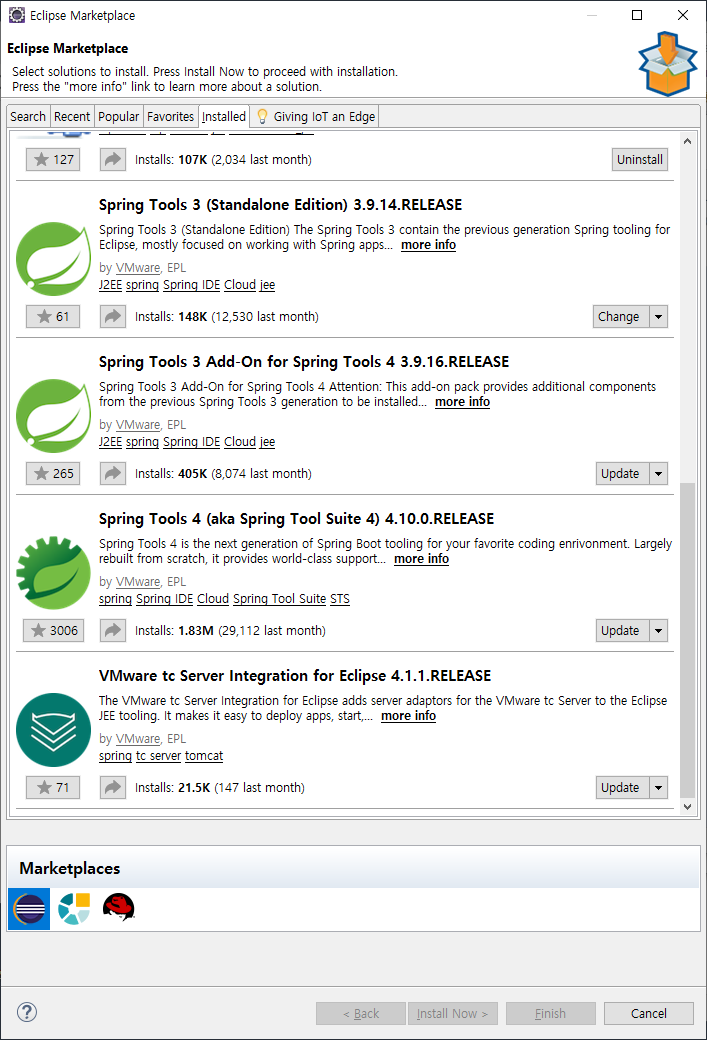 Eclipse Marketplace
Eclipse Marketplace
Select solutions to install. Press Install Now to proceed with installation.
Press the "more info" link to learn more about a solution.
Search Recent Popular Favorites Installed Giving IoT an Edge
127 Installs: 107K (2,034 last month) Uninstall
Spring Tools 3 (Standalone Edition) 3.9.14.RELEASE
Spring Tools 3 (Standalone Edition) The Spring Tools 3 contain the previous generation Spring tooling for
Eclipse, mostly focused on working with Spring apps... more info
by VMware, EPL
J2EE spring Spring IDE Cloud jee
61 Installs: 148K (12,530 last month) Change
Spring Tools 3 Add-On for Spring Tools 4 3.9.16.RELEASE
Spring Tools 3 Add-On for Spring Tools 4 Attention: This add-on pack provides additional components
from the previous Spring Tools 3 generation to be installed... more info
by VMware, EPL
J2EE spring Spring IDE Cloud jee
265 Installs: 405K (8,074 last month) Update
Spring Tools 4 (aka Spring Tool Suite 4) 4.10.0.RELEASE
Spring Tools 4 is the next generation of Spring Boot tooling for your favorite coding enrivonment. Largely
rebuilt from scratch, it provides world-class support... more info
by VMware, EPL
spring Spring IDE Cloud Spring Tool Suite STS
3006 Installs: 1.83M (29,112 last month) Update
VMware tc Server Integration for Eclipse 4.1.1.RELEASE
The VMware tc Server Integration for Eclipse adds server adaptors for the VMware tc Server to the Eclipse
JEE tooling. It makes it easy to deploy apps, start,... more info
by VMware, EPL
spring tc server tomcat
71 Installs: 21.5K (147 last month) Update
Marketplaces
? < Back Install Now > Finish Cancel